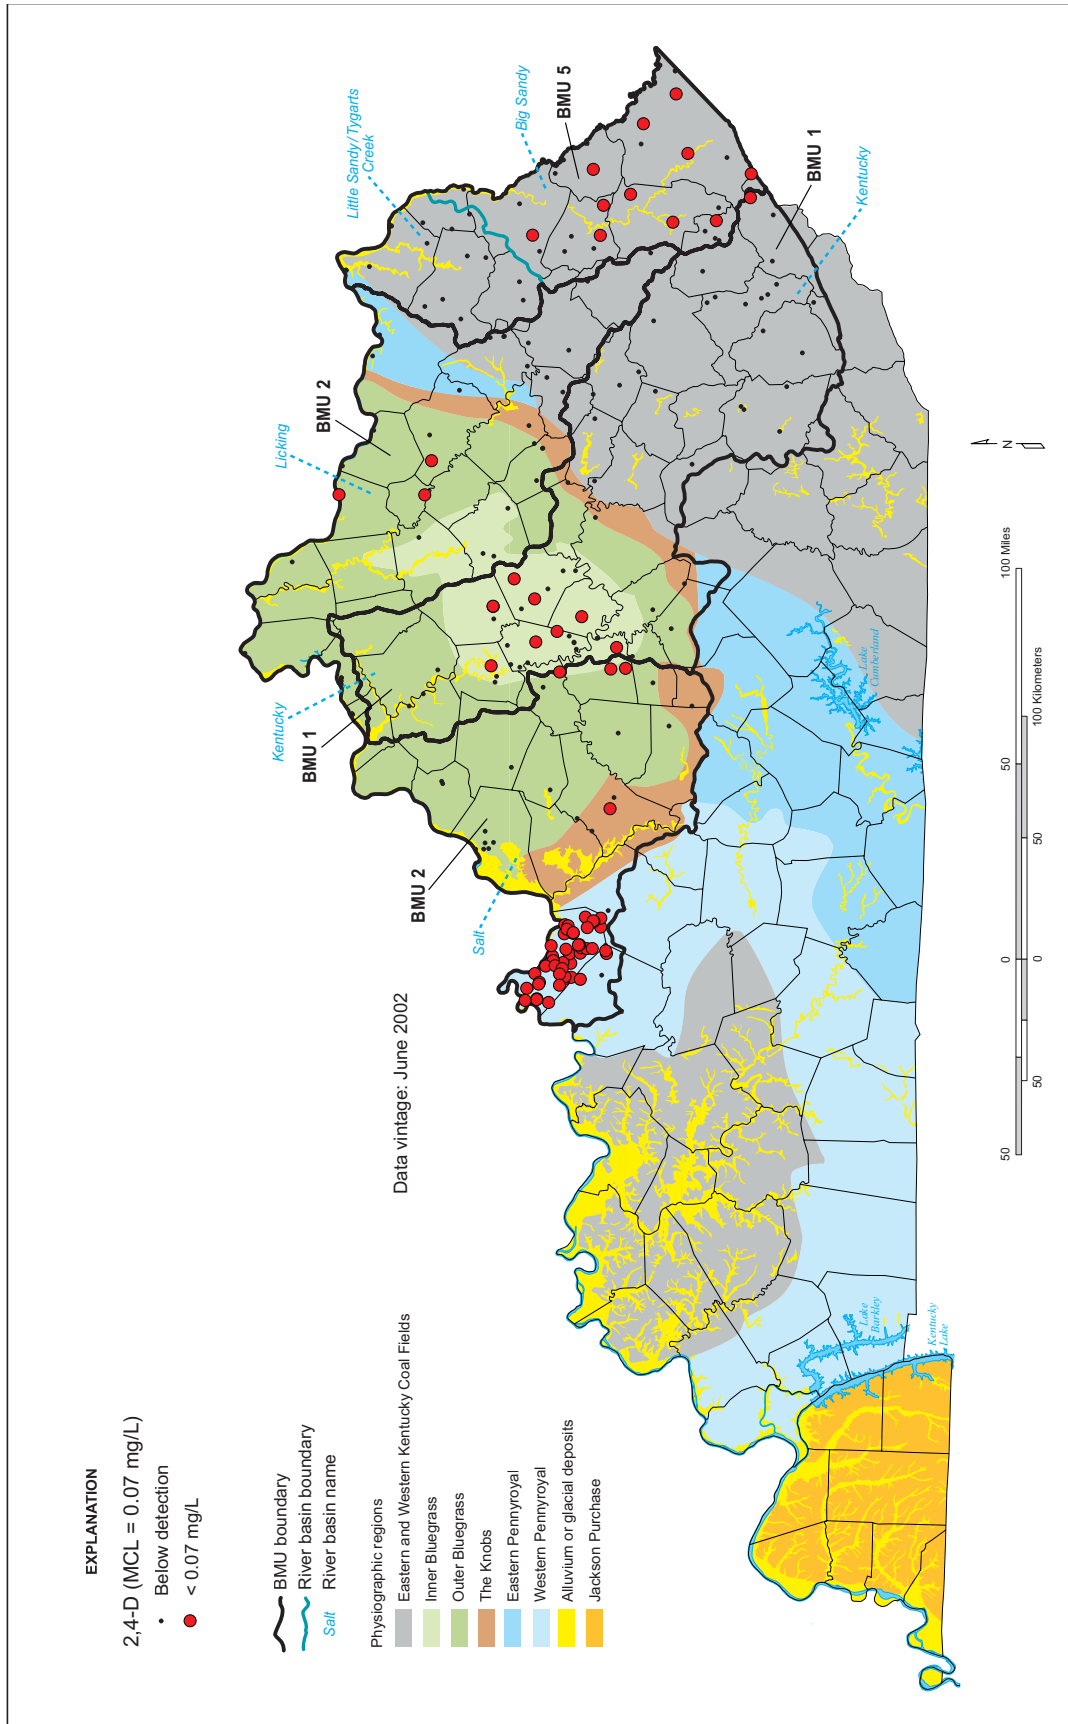 EXPLANATION
2,4-D (MCL = 0.07 mg/L)
Below detection
< 0.07 mg/L
BMU boundary
River basin boundary
Salt River basin name
Physiographic regions
Eastern and Western Kentucky Coal Fields
Inner Bluegrass
Outer Bluegrass
The Knobs
Eastern Pennyroyal
Western Pennyroyal
Alluvium or glacial deposits
Jackson Purchase
Data vintage: June 2002
Salt
BMU 2
BMU 1
Kentucky
Licking
BMU 2
Little Sandy/Tygarts
Creek
Big Sandy
BMU 5
BMU 1
Kentucky
Lake
Cumberland
Lake
Barkley
Kentucky
Lake
N
50 0 50 100 Miles
50 0 50 100 Kilometers